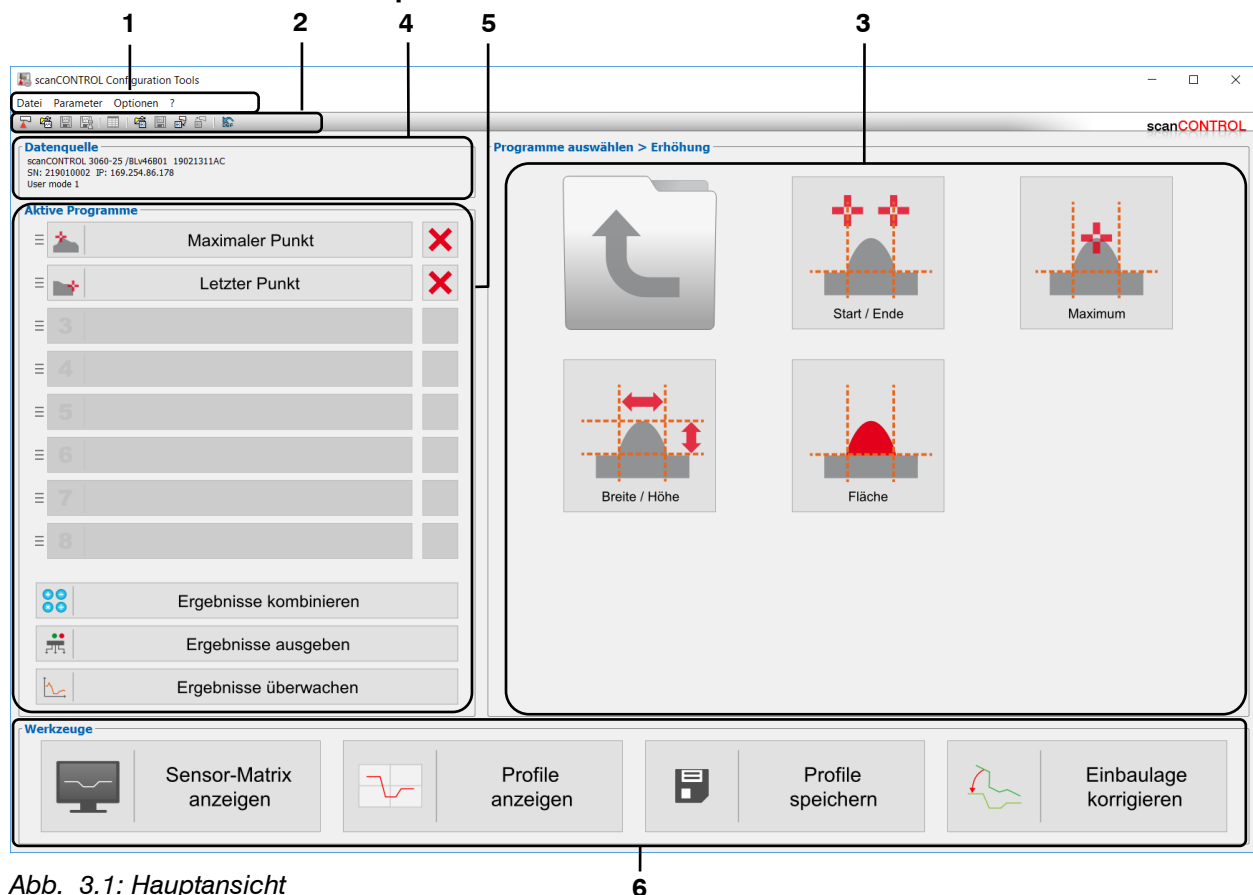 1 2 4 5 3
scanCONTROL Configuration Tools
Datei Parameter Optionen ?
scanCONTROL
Datenquelle
scanCONTROL 3060-25 /BLv46B01 19021311AC
SN: 219010002 IP: 169.254.86.178
User mode 1
Aktive Programme
Maximaler Punkt
Letzter Punkt
3
4
5
6
7
8
Ergebnisse kombinieren
Ergebnisse ausgeben
Ergebnisse überwachen
Programme auswählen > Erhöhung
Start / Ende
Maximum
Breite / Höhe
Fläche
Werkzeuge
Sensor-Matrix
anzeigen
Profile
anzeigen
Profile
speichern
Einbaulage
korrigieren
Abb. 3.1: Hauptansicht
6